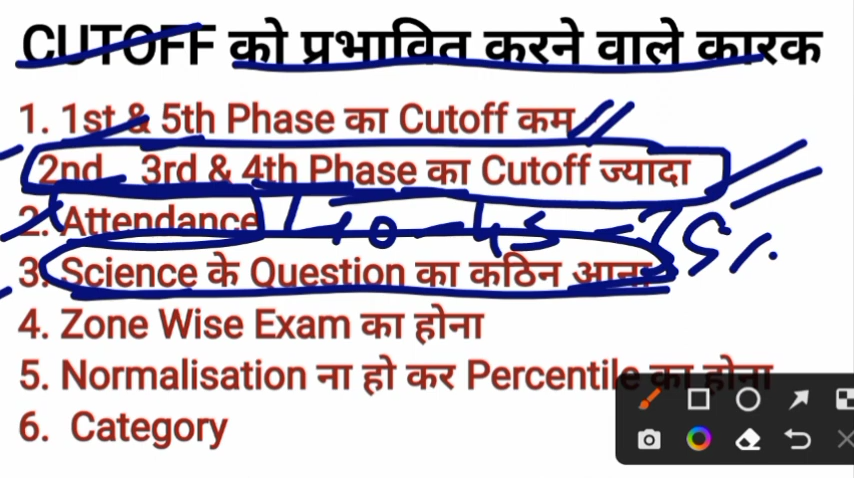 CUTOFF को प्रभावित करने वाले कारक
1. 1st & 5th Phase का Cutoff कम
2nd 3rd & 4th Phase का Cutoff ज्यादा
2. Attendance
3. Science के Question का कठिन आना
4. Zone Wise Exam का होना
5. Normalisation ना हो कर Percentile का होना
6. Category